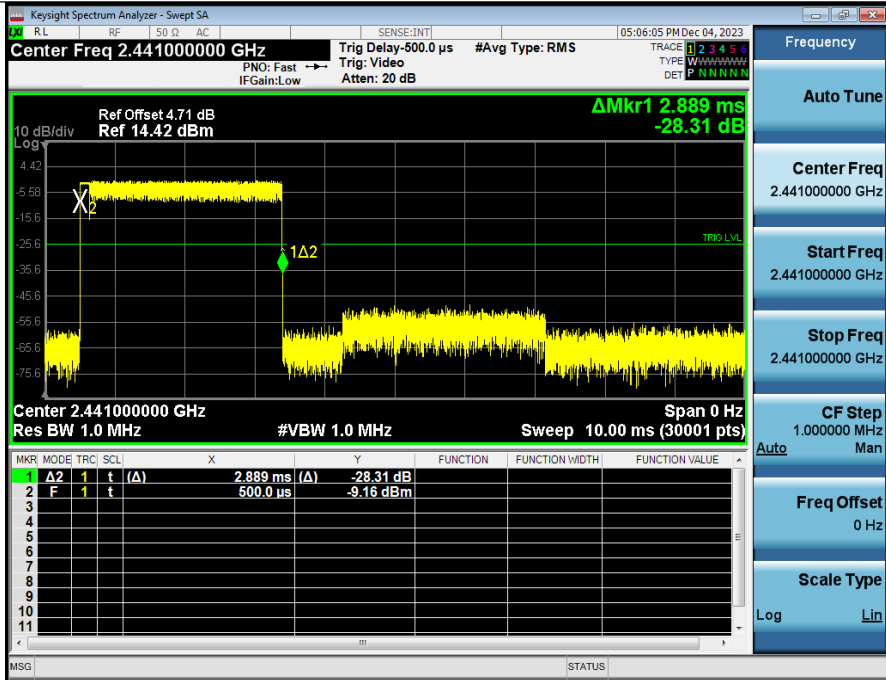 Keysight Spectrum Analyzer - Swept SA
LXI RL RF 50 Ω AC SENSE:INT 05:06:05 PM Dec 04, 2023
Center Freq 2.441000000 GHz
PNO: Fast
IFGain:Low
Trig Delay-500.0 µs
Trig: Video
Atten: 20 dB
#Avg Type: RMS
TRACE 1 2 3 4 5 6
TYPE WWWWWW
DET P N N N N N
ΔMkr1 2.889 ms
-28.31 dB
Ref Offset 4.71 dB
10 dB/div Ref 14.42 dBm
Log
4.42
-5.58
-15.6
-25.6
-35.6
-45.6
-55.6
-65.6
-75.6
X2
1Δ2
TRIG LVL
Center 2.441000000 GHz Span 0 Hz
Res BW 1.0 MHz #VBW 1.0 MHz Sweep 10.00 ms (30001 pts)
MKR MODE TRC SCL X Y FUNCTION FUNCTION WIDTH FUNCTION VALUE
1 Δ2 1 t (Δ) 2.889 ms (Δ) -28.31 dB
2 F 1 t 500.0 µs -9.16 dBm
3
4
5
6
7
8
9
10
11
MSG STATUS
Frequency
Auto Tune
Center Freq
2.441000000 GHz
Start Freq
2.441000000 GHz
Stop Freq
2.441000000 GHz
CF Step
1.000000 MHz
Auto Man
Freq Offset
0 Hz
Scale Type
Log Lin